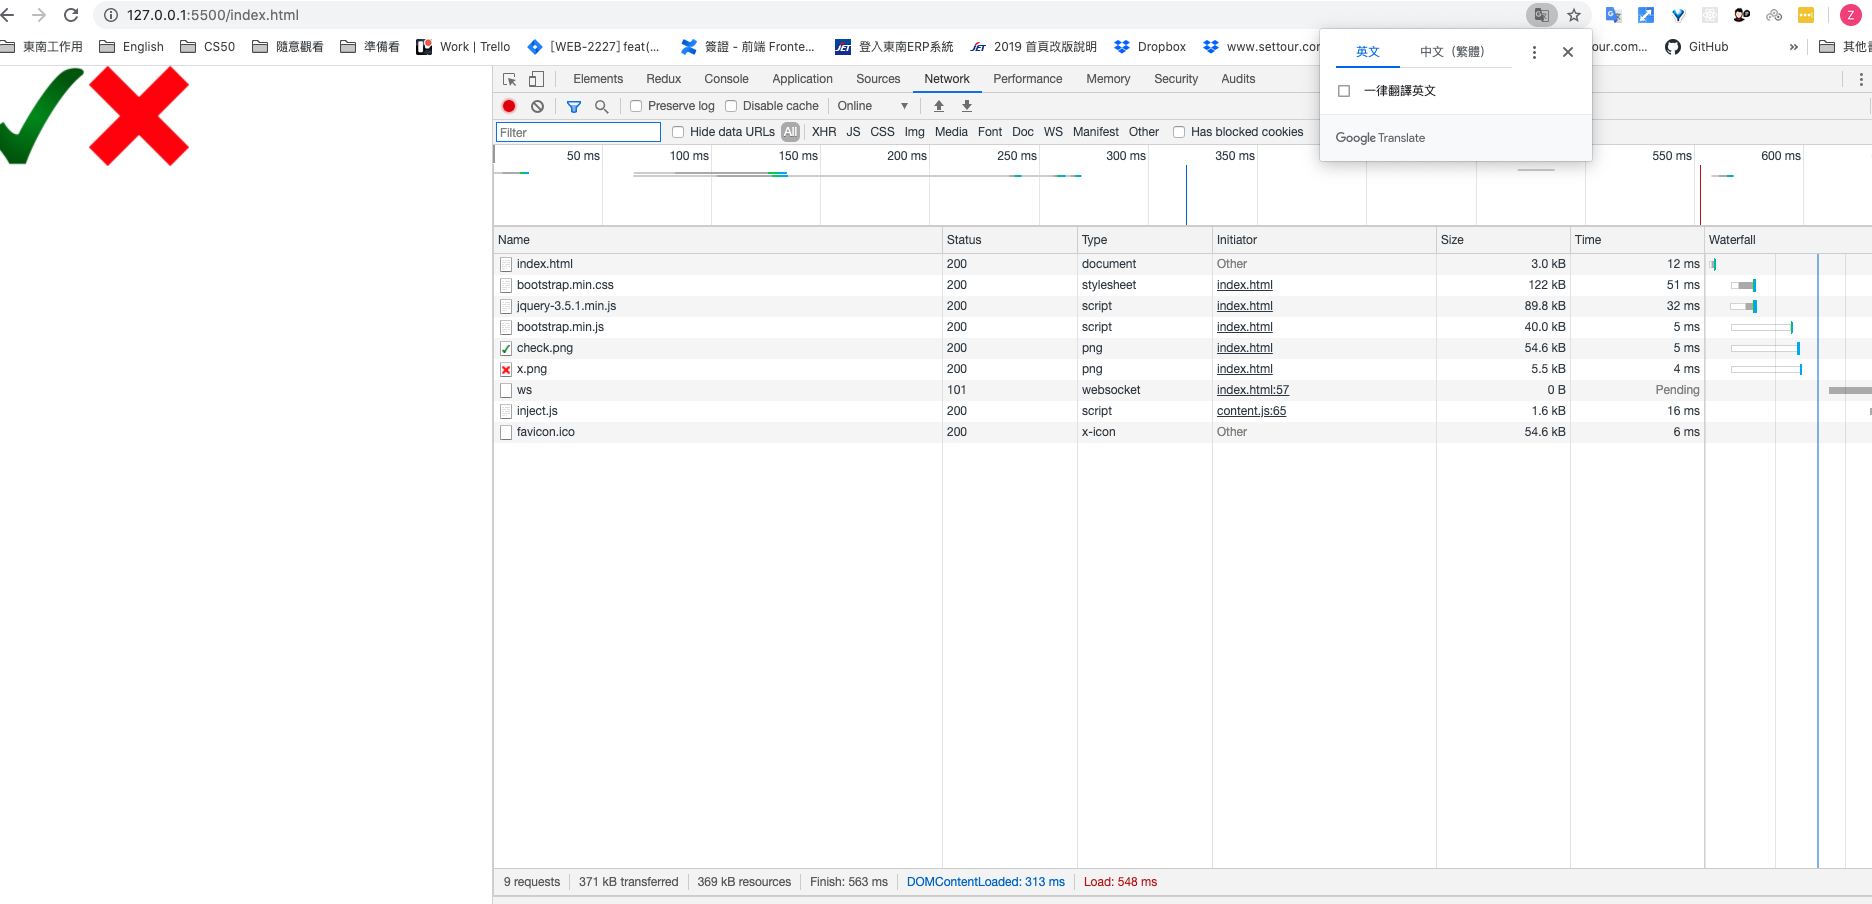 127.0.0.1:5500/index.html
Z
東南工作用 English CS50 隨意觀看 準備看 Work | Trello [WEB-2227] feat(... 簽證 - 前端 Fronte... JET 登入東南ERP系統 JET 2019 首頁改版說明 Dropbox www.settour.cor our.com... GitHub » 其他
英文 中文（繁體）
一律翻譯英文
Google Translate
Elements Redux Console Application Sources Network Performance Memory Security Audits
Preserve log Disable cache Online
Filter Hide data URLs All XHR JS CSS Img Media Font Doc WS Manifest Other Has blocked cookies
50 ms 100 ms 150 ms 200 ms 250 ms 300 ms 350 ms 550 ms 600 ms
Name Status Type Initiator Size Time Waterfall
index.html 200 document Other 3.0 kB 12 ms
bootstrap.min.css 200 stylesheet index.html 122 kB 51 ms
jquery-3.5.1.min.js 200 script index.html 89.8 kB 32 ms
bootstrap.min.js 200 script index.html 40.0 kB 5 ms
check.png 200 png index.html 54.6 kB 5 ms
x.png 200 png index.html 5.5 kB 4 ms
ws 101 websocket index.html:57 0 B Pending
inject.js 200 script content.js:65 1.6 kB 16 ms
favicon.ico 200 x-icon Other 54.6 kB 6 ms
9 requests 371 kB transferred 369 kB resources Finish: 563 ms DOMContentLoaded: 313 ms Load: 548 ms